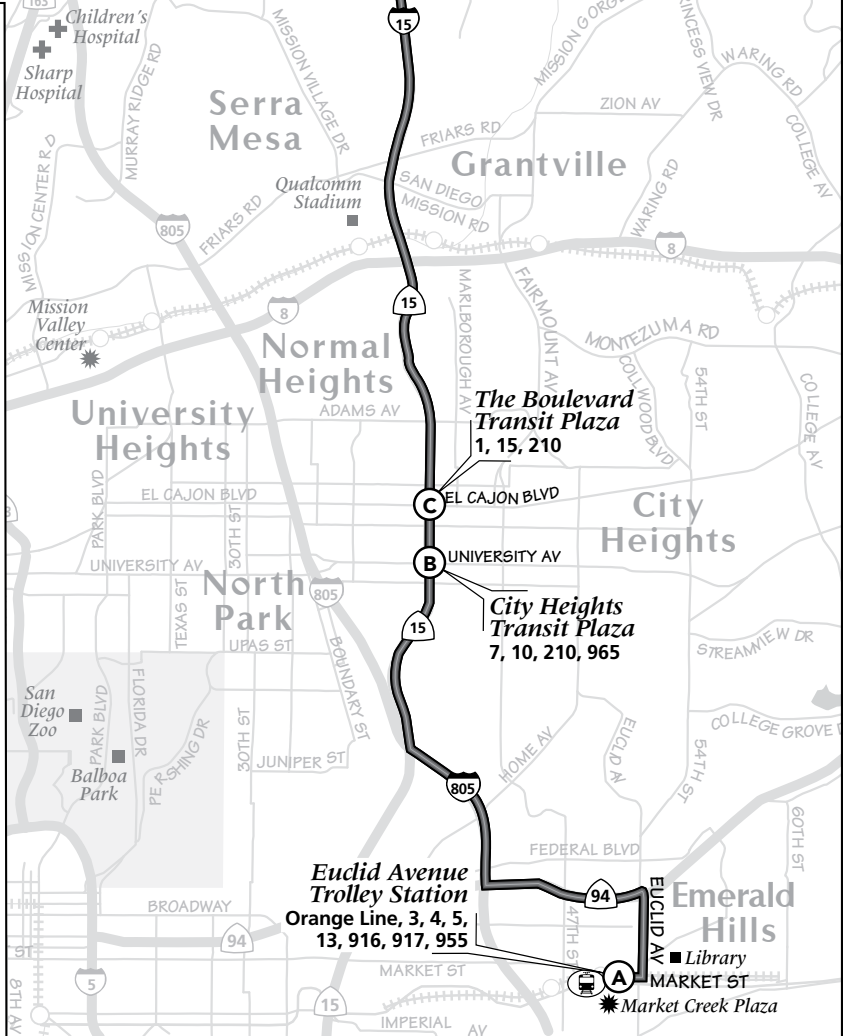 163
Children's
Hospital
Sharp
Hospital
MURRAY RIDGE RD
MISSION VILLAGE DR
15
MISSION GORGE
PRINCESS VIEW DR
WARING RD
COLLEGE AV
ZION AV
Serra
Mesa
FRIARS RD
Grantville
Qualcomm
Stadium
SAN DIEGO
MISSION RD
WARING RD
MISSION CENTER RD
805
FRIARS RD
8
Mission
Valley
Center
8
15
MARLBOROUGH AV
FAIRMOUNT AV
MONTEZUMA RD
COLLWOOD BLVD
54TH ST
COLLEGE AV
Normal
Heights
University
Heights
ADAMS AV
The Boulevard
Transit Plaza
1, 15, 210
PARK BLVD
EL CAJON BLVD
30TH ST
C
EL CAJON BLVD
City
Heights
UNIVERSITY AV
B
UNIVERSITY AV
TEXAS ST
North
Park
805
City Heights
Transit Plaza
7, 10, 210, 965
15
UPAS ST
BOUNDARY ST
STREAMVIEW DR
San
Diego
Zoo
PARK BLVD
FLORIDA DR
PERSHING DR
30TH ST
JUNIPER ST
Balboa
Park
HOME AV
EUCLID AV
54TH ST
COLLEGE GROVE D
805
60TH ST
FEDERAL BLVD
Euclid Avenue
Trolley Station
Orange Line, 3, 4, 5,
13, 916, 917, 955
94
EUCLID AV
Emerald
Hills
BROADWAY
94
47TH ST
Library
ST
MARKET ST
A
MARKET ST
5
8TH AV
15
Market Creek Plaza
IMPERIAL AV